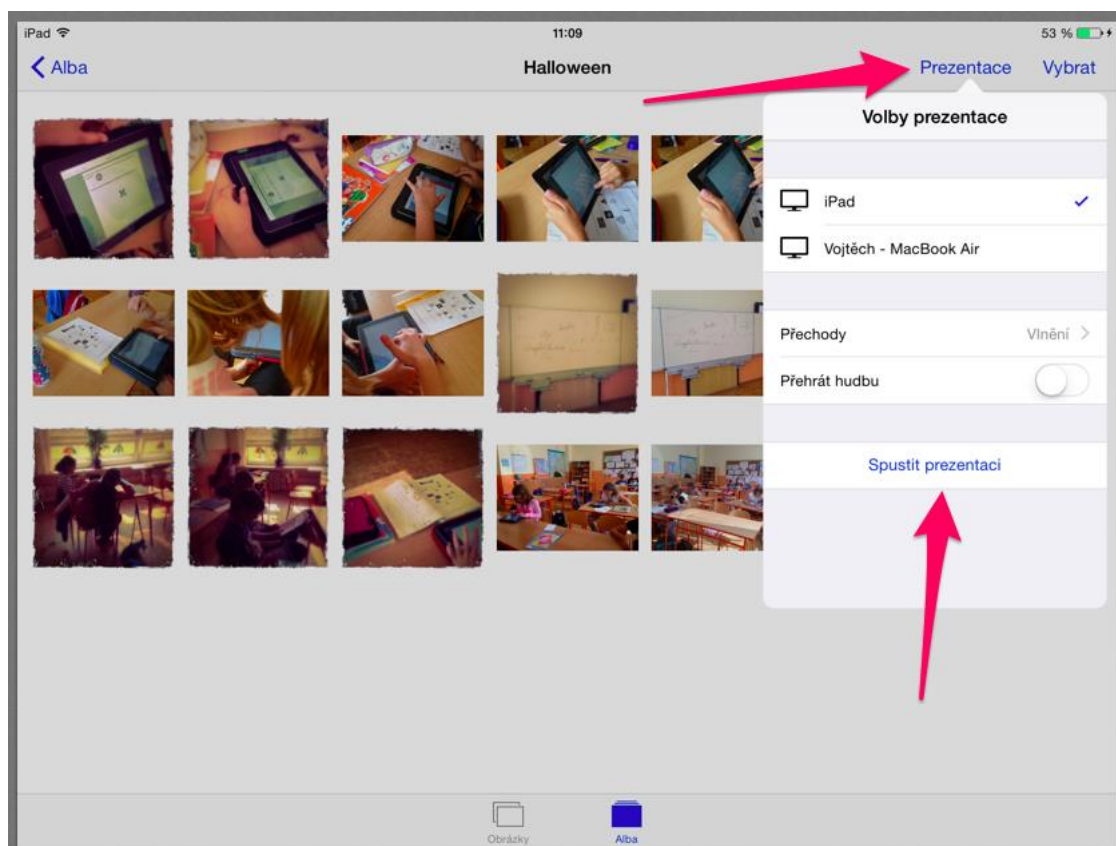 iPad
11:09
53 %
Alba
Halloween
Prezentace
Vybrat
Volby prezentace
iPad
Vojtěch - MacBook Air
Přechody
Vlnění
Přehrát hudbu
Spustit prezentaci
Obrázky
Alba